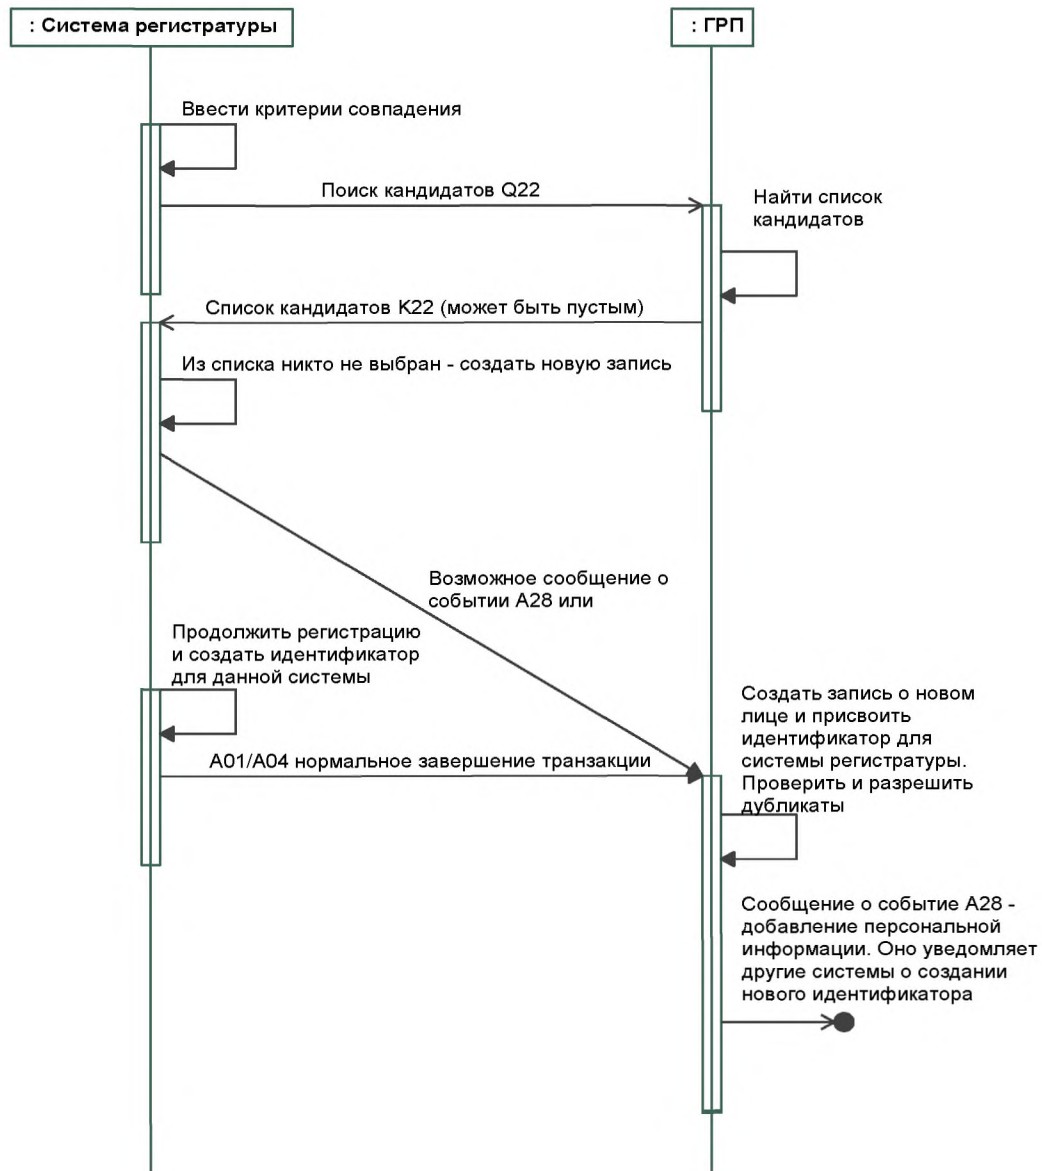 : Система регистратуры
: ГРП
Ввести критерии совпадения
Поиск кандидатов Q22
Найти список
кандидатов
Список кандидатов K22 (может быть пустым)
Из списка никто не выбран - создать новую запись
Возможное сообщение о
событии A28 или
Продолжить регистрацию
и создать идентификатор
для данной системы
A01/A04 нормальное завершение транзакции
Создать запись о новом
лице и присвоить
идентификатор для
системы регистратуры.
Проверить и разрешить
дубликаты
Сообщение о событие A28 -
добавление персональной
информации. Оно уведомляет
другие системы о создании
нового идентификатора